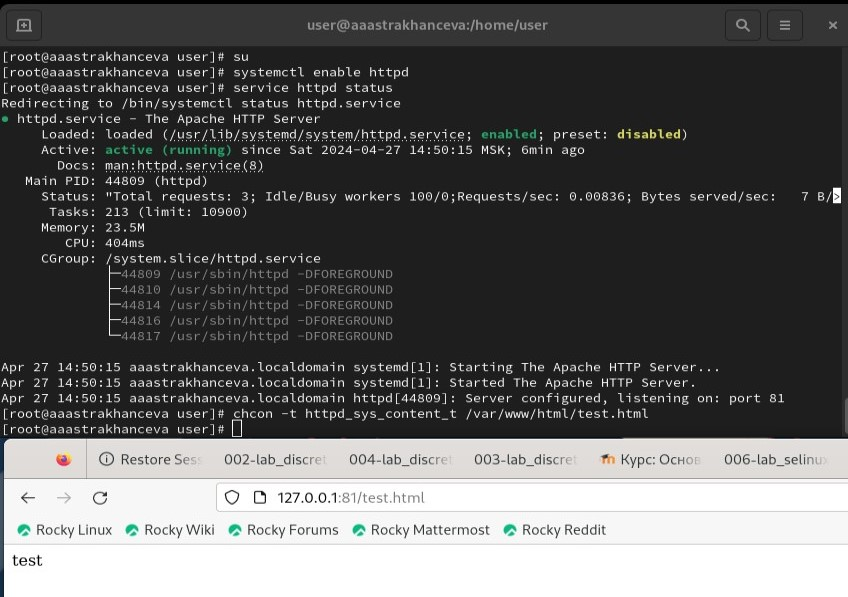 user@aaastrakhanceva:/home/user
[root@aaastrakhanceva user]# su
[root@aaastrakhanceva user]# systemctl enable httpd
[root@aaastrakhanceva user]# service httpd status
Redirecting to /bin/systemctl status httpd.service
● httpd.service - The Apache HTTP Server
Loaded: loaded (/usr/lib/systemd/system/httpd.service; enabled; preset: disabled)
Active: active (running) since Sat 2024-04-27 14:50:15 MSK; 6min ago
Docs: man:httpd.service(8)
Main PID: 44809 (httpd)
Status: "Total requests: 3; Idle/Busy workers 100/0;Requests/sec: 0.00836; Bytes served/sec:   7 B/>
Tasks: 213 (limit: 10900)
Memory: 23.5M
CPU: 404ms
CGroup: /system.slice/httpd.service
├─44809 /usr/sbin/httpd -DFOREGROUND
├─44810 /usr/sbin/httpd -DFOREGROUND
├─44814 /usr/sbin/httpd -DFOREGROUND
├─44816 /usr/sbin/httpd -DFOREGROUND
└─44817 /usr/sbin/httpd -DFOREGROUND
Apr 27 14:50:15 aaastrakhanceva.localdomain systemd[1]: Starting The Apache HTTP Server...
Apr 27 14:50:15 aaastrakhanceva.localdomain systemd[1]: Started The Apache HTTP Server.
Apr 27 14:50:15 aaastrakhanceva.localdomain httpd[44809]: Server configured, listening on: port 81
[root@aaastrakhanceva user]# chcon -t httpd_sys_content_t /var/www/html/test.html
[root@aaastrakhanceva user]#
Restore Ses 002-lab_discret 004-lab_discret 003-lab_discret Курс: Основ 006-lab_selinux
127.0.0.1:81/test.html
Rocky Linux Rocky Wiki Rocky Forums Rocky Mattermost Rocky Reddit
test